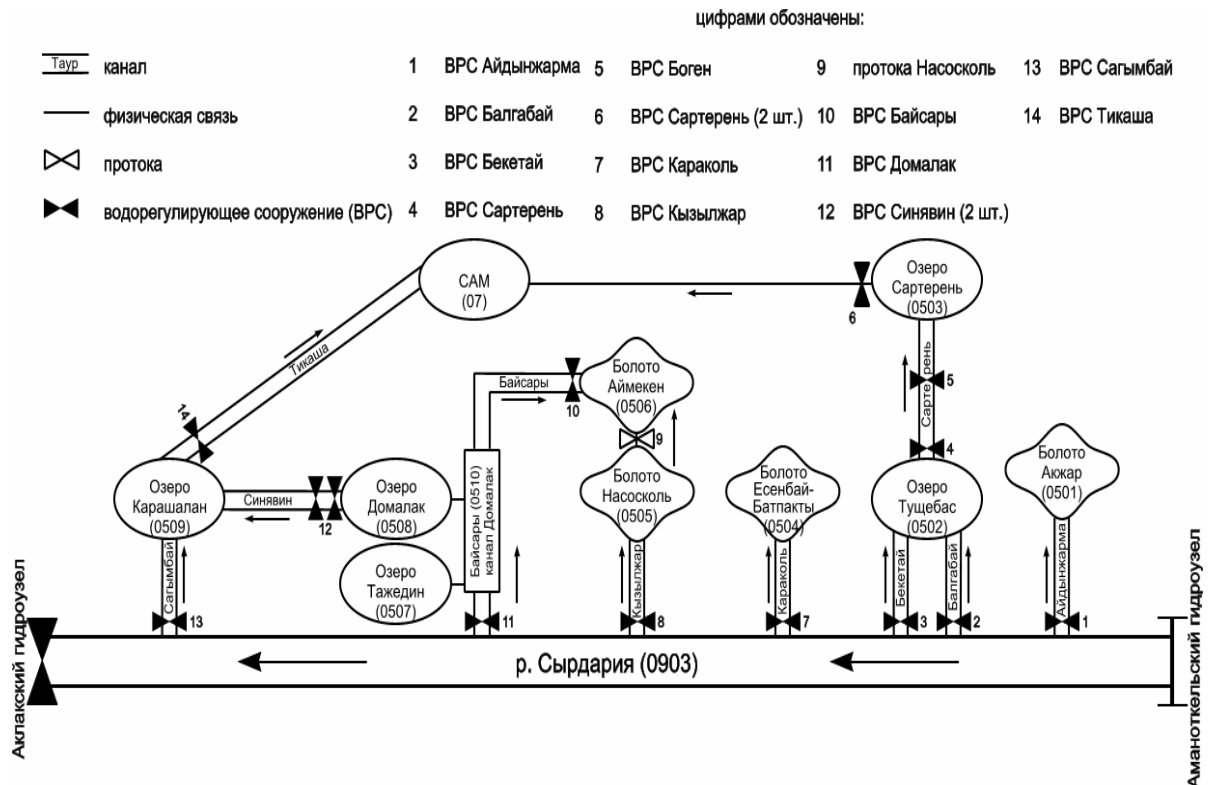 цифрами обозначены:
Таур канал
физическая связь
протока
водорегулирующее сооружение (ВРС)
1 ВРС Айдынжарма
2 ВРС Балгабай
3 ВРС Бекетай
4 ВРС Сартерень
5 ВРС Боген
6 ВРС Сартерень (2 шт.)
7 ВРС Караколь
8 ВРС Кызылжар
9 протока Насосколь
10 ВРС Байсары
11 ВРС Домалак
12 ВРС Синявин (2 шт.)
13 ВРС Сагымбай
14 ВРС Тикаша
САМ
(07)
Озеро
Сартерень
(0503)
6
Тикаша
14
Байсары
10
Болото
Аймекен
(0506)
9
Сартерень
5
4
Озеро
Карашалан
(0509)
Синявин
12
Озеро
Домалак
(0508)
Озеро
Тажедин
(0507)
Байсары (0510)
канал Домалак
Болото
Насосколь
(0505)
Болото
Есенбай-
Батпакты
(0504)
Озеро
Тущебас
(0502)
Болото
Акжар
(0501)
Сагымбай
13
11
Кызылжар
8
Караколь
7
Бекетай
3
Балгабай
2
Айдынжарма
1
Аклакский гидроузел
р. Сырдария (0903)
Аманоткельский гидроузел